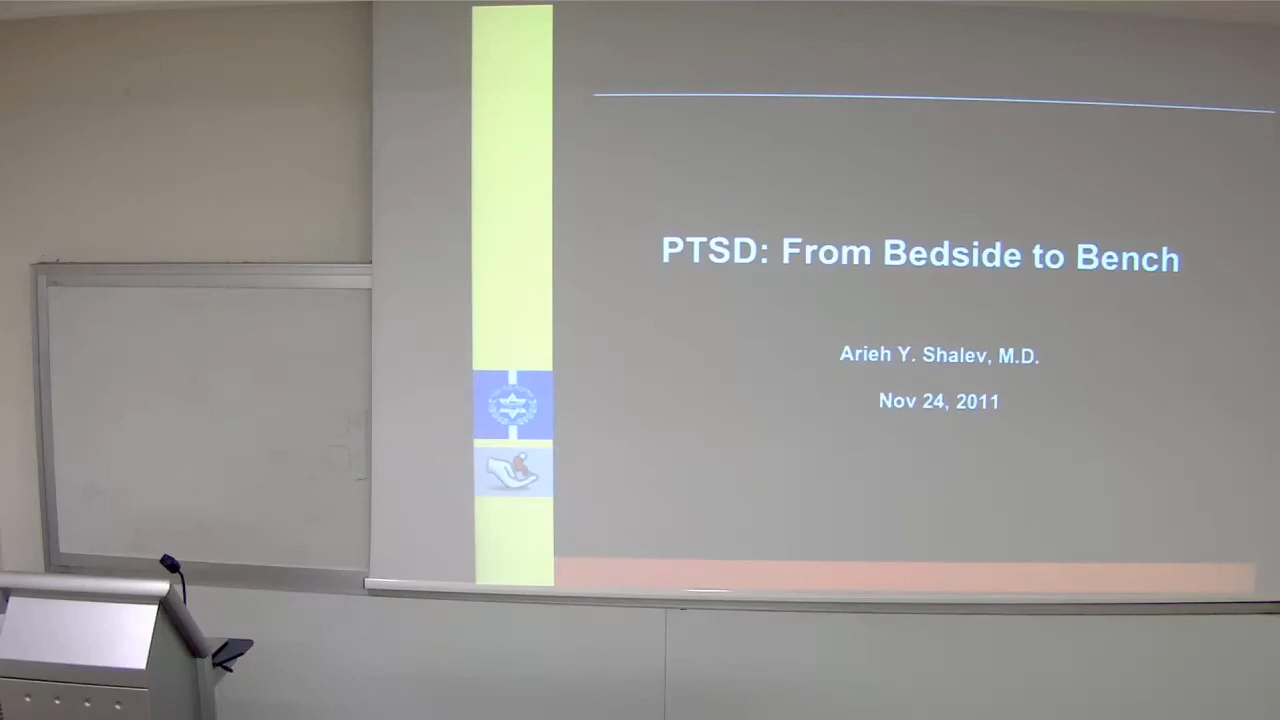 PTSD: From Bedside to Bench
Arieh Y. Shalev, M.D.
Nov 24, 2011